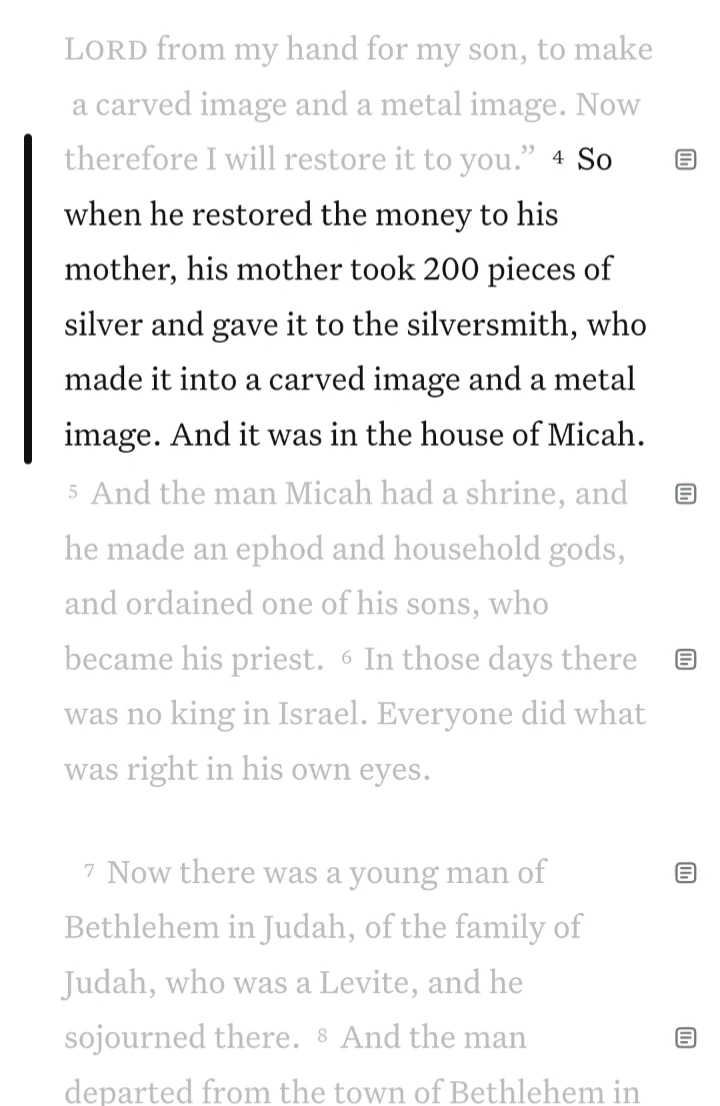 LORD from my hand for my son, to make
a carved image and a metal image. Now
therefore I will restore it to you.” 4 So
when he restored the money to his
mother, his mother took 200 pieces of
silver and gave it to the silversmith, who
made it into a carved image and a metal
image. And it was in the house of Micah.
5 And the man Micah had a shrine, and
he made an ephod and household gods,
and ordained one of his sons, who
became his priest. 6 In those days there
was no king in Israel. Everyone did what
was right in his own eyes.
7 Now there was a young man of
Bethlehem in Judah, of the family of
Judah, who was a Levite, and he
sojourned there. 8 And the man
departed from the town of Bethlehem in